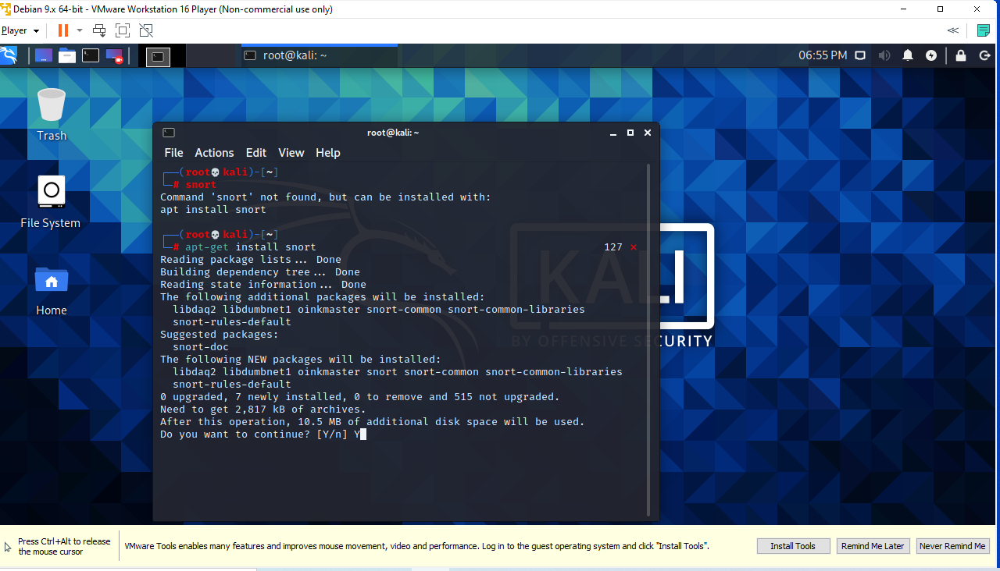 Debian 9.x 64-bit - VMware Workstation 16 Player (Non-commercial use only)
Player
root@kali: ~
06:55 PM
Trash
File System
Home
root@kali: ~
File Actions Edit View Help
┌──(root💀kali)-[~]
└─# snort
Command 'snort' not found, but can be installed with:
apt install snort
┌──(root💀kali)-[~]
└─# apt-get install snort 127 ⨯
Reading package lists... Done
Building dependency tree... Done
Reading state information... Done
The following additional packages will be installed:
libdaq2 libdumbnet1 oinkmaster snort-common snort-common-libraries
snort-rules-default
Suggested packages:
snort-doc
The following NEW packages will be installed:
libdaq2 libdumbnet1 oinkmaster snort snort-common snort-common-libraries
snort-rules-default
0 upgraded, 7 newly installed, 0 to remove and 515 not upgraded.
Need to get 2,817 kB of archives.
After this operation, 10.5 MB of additional disk space will be used.
Do you want to continue? [Y/n] Y
KALI
BY OFFENSIVE SECURITY
Press Ctrl+Alt to release
the mouse cursor
VMware Tools enables many features and improves mouse movement, video and performance. Log in to the guest operating system and click "Install Tools".
Install Tools
Remind Me Later
Never Remind Me